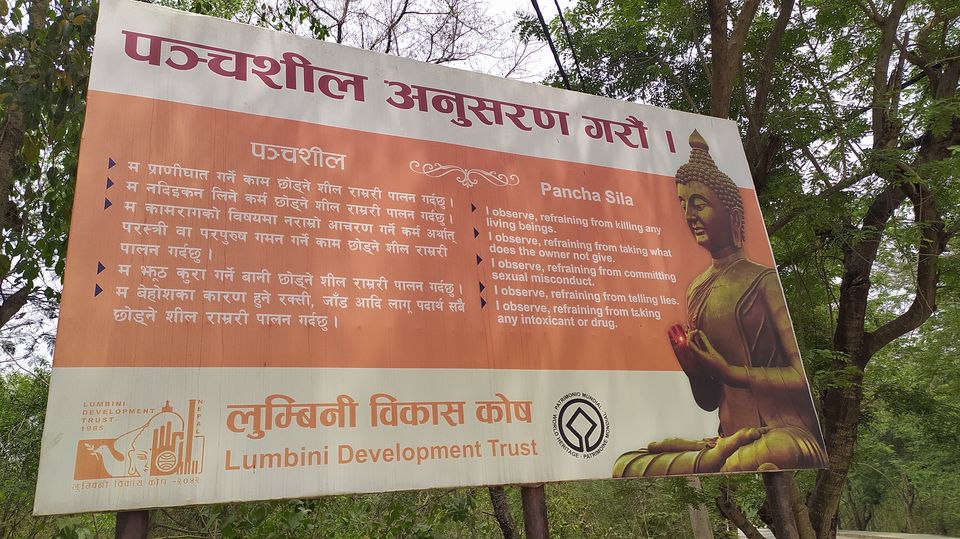 पञ्चशील अनुसरण गरौं ।
पञ्चशील
म प्राणीघात गर्ने काम छोड्ने शील राम्ररी पालन गर्दछु ।
म नदिइकन लिने कर्म छोड्ने शील राम्ररी पालन गर्दछु ।
म कामरागको विषयमा नराम्रो आचरण गर्ने कर्म अर्थात्
परस्त्री वा परपुरुष गमन गर्ने काम छोड्ने शील राम्ररी
पालन गर्दछु ।
म झुठ कुरा गर्ने बानी छोड्ने शील राम्ररी पालन गर्दछु ।
म बेहोशका कारण हुने रक्सी, जाँड आदि लागू पदार्थ सबै
छोड्ने शील राम्ररी पालन गर्दछु ।
Pancha Sila
I observe, refraining from killing any
living beings.
I observe, refraining from taking what
does the owner not give.
I observe, refraining from committing
sexual misconduct.
I observe, refraining from telling lies.
I observe, refraining from taking
any intoxicant or drug.
LUMBINI
DEVELOPMENT
TRUST-
1985
NEPAL
लुम्बिनी विकास कोष -२०४२
लुम्बिनी विकास कोष
Lumbini Development Trust
WORLD HERITAGE · PATRIMONIO MUNDIAL · PATRIMOINE MONDIAL